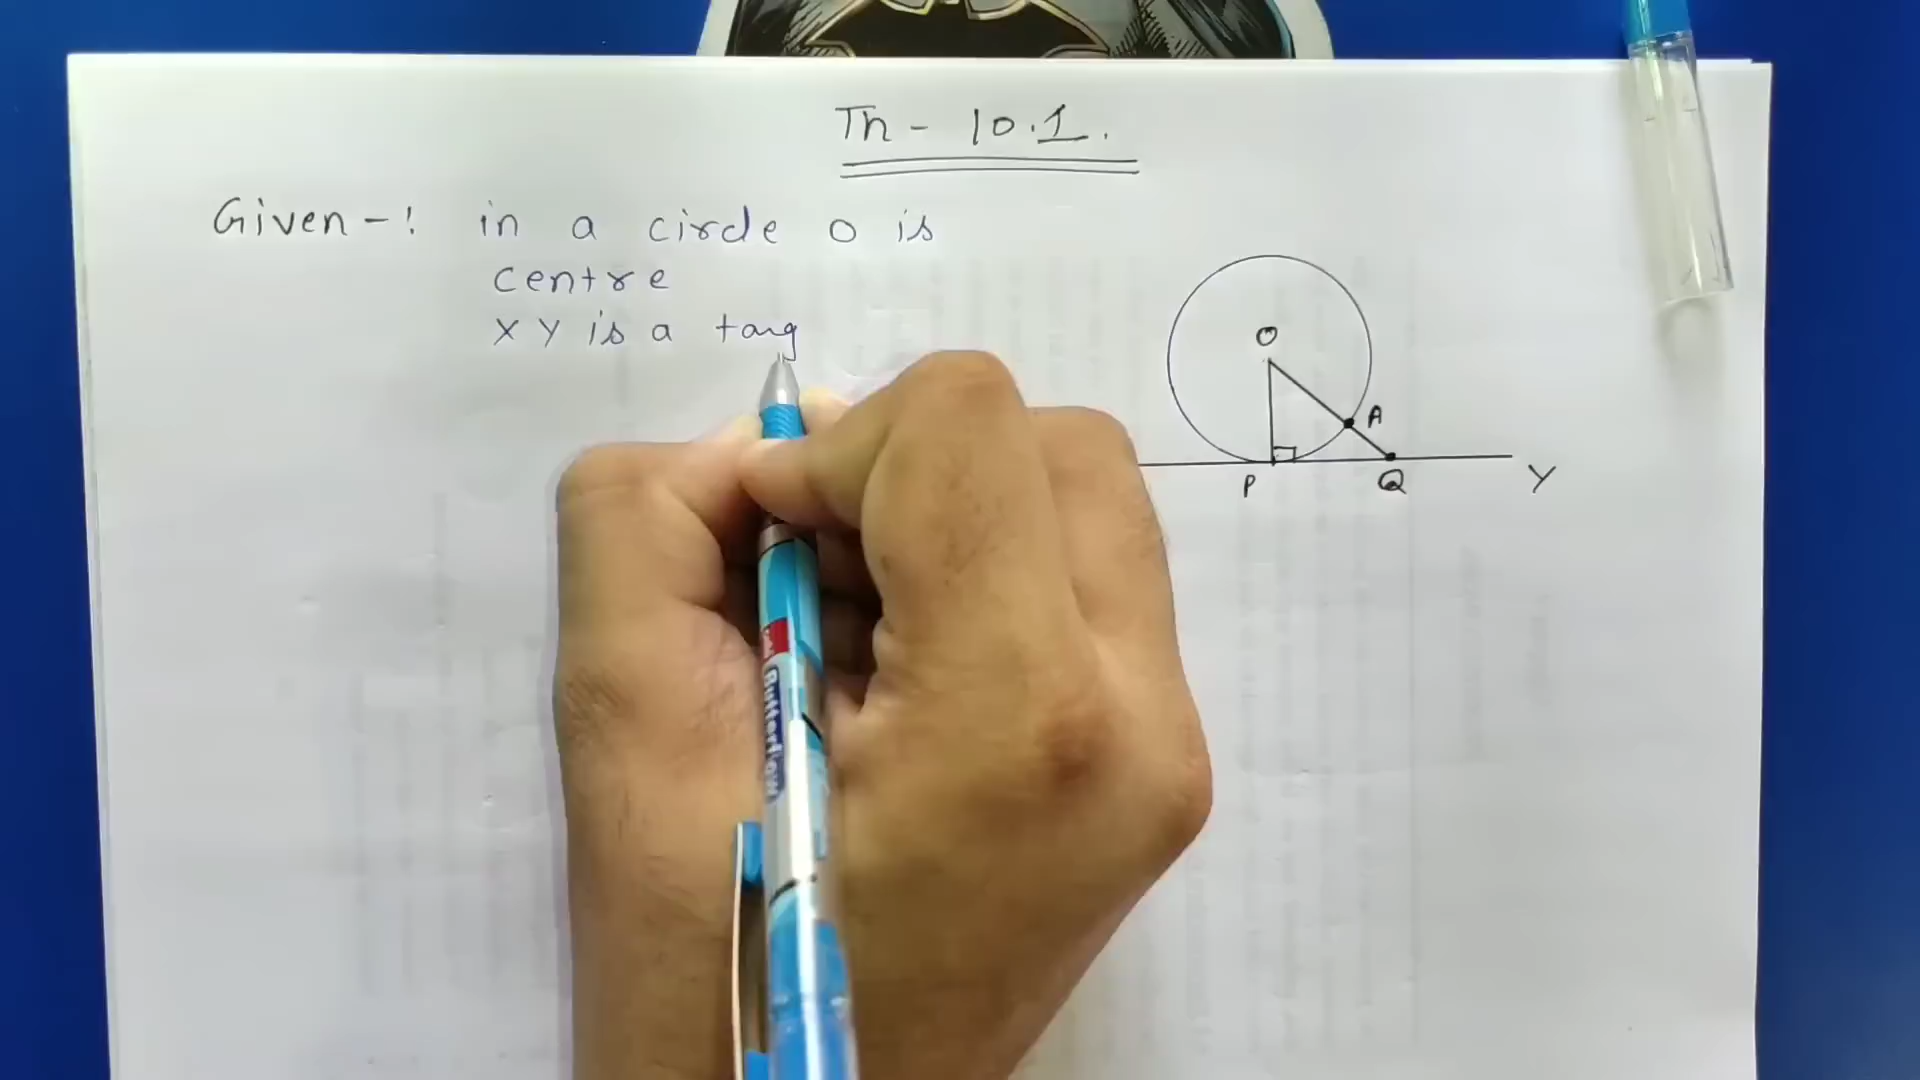 Th - 10.1.
Given -: in a circle O is
centre
X Y is a tang
O
A
P
Q
Y
Butterflow